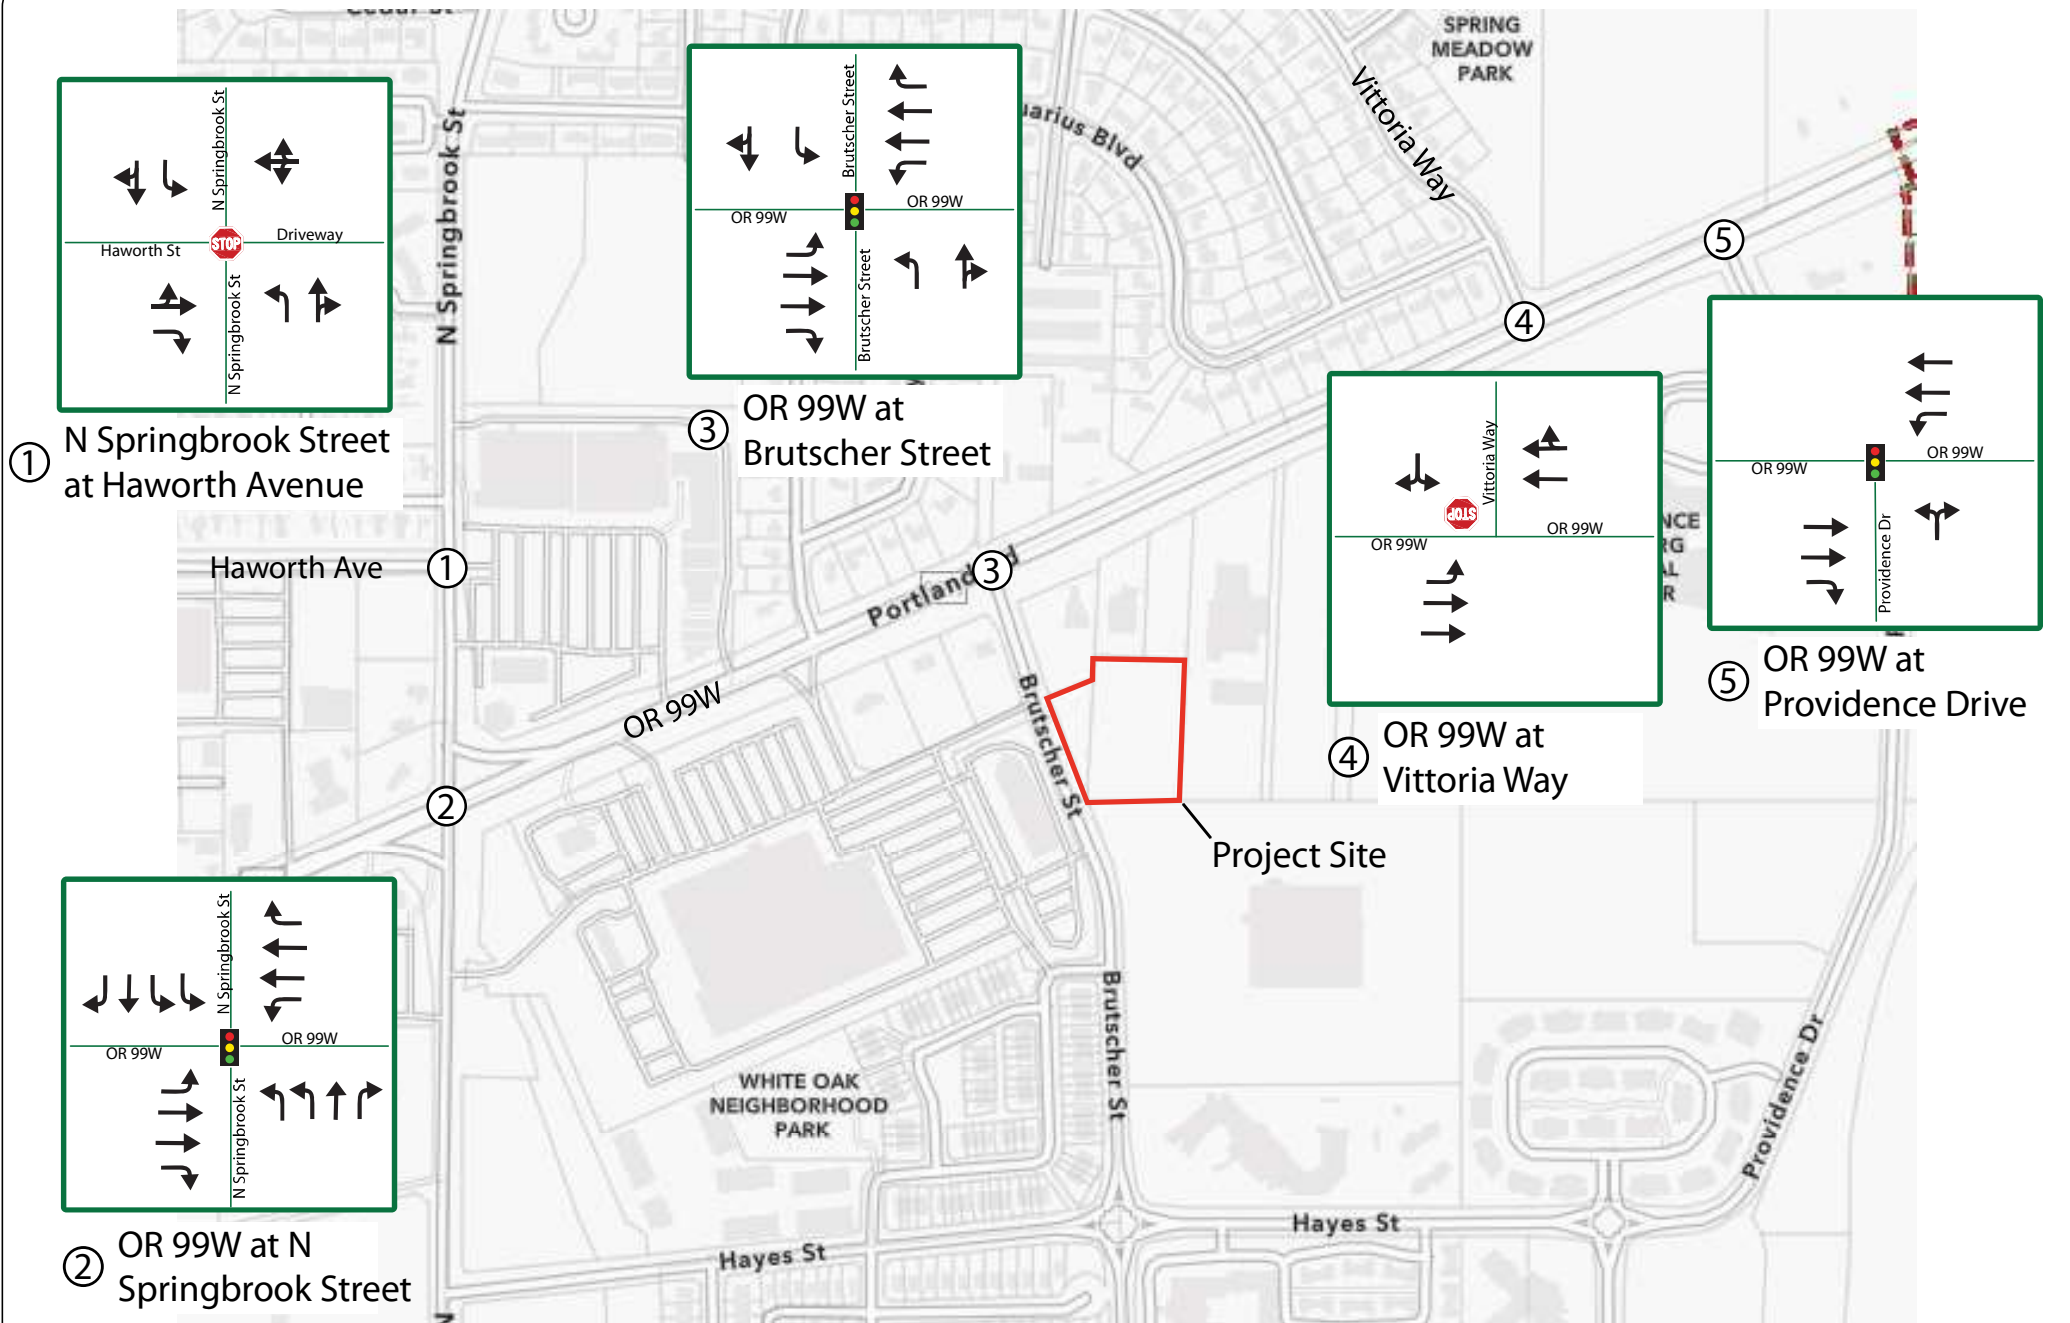 SPRING
MEADOW
PARK
N Springbrook St
Haworth St
Driveway
STOP
N Springbrook St
1
N Springbrook Street
at Haworth Avenue
Brutscher Street
OR 99W
OR 99W
Brutscher Street
3
OR 99W at
Brutscher Street
N Springbrook St
Vittoria Way
5
4
Vittoria Way
STOP
OR 99W
OR 99W
4
OR 99W at
Vittoria Way
OR 99W
OR 99W
Providence Dr
5
OR 99W at
Providence Drive
Haworth Ave
1
3
OR 99W
2
Brutscher St
Project Site
N Springbrook St
OR 99W
OR 99W
N Springbrook St
2
OR 99W at N
Springbrook Street
WHITE OAK
NEIGHBORHOOD
PARK
Brutscher St
Providence Dr
Hayes St
Hayes St